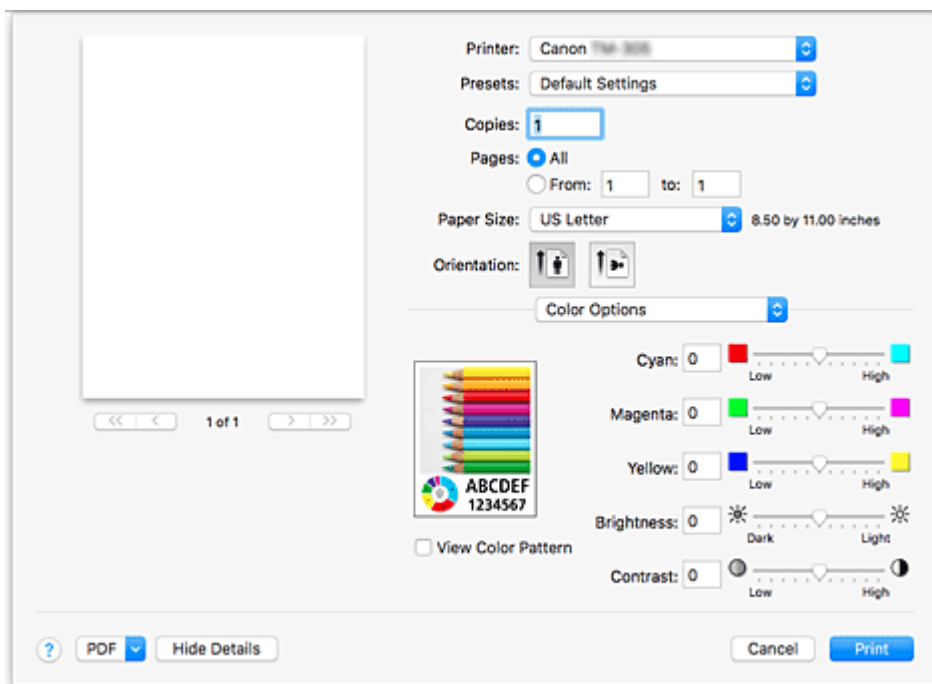 Printer: Canon
Presets: Default Settings
Copies: 1
Pages: All
From: 1 to: 1
Paper Size: US Letter 8.50 by 11.00 inches
Orientation:
Color Options
<< < 1 of 1 > >>
ABCDEF
1234567
View Color Pattern
Cyan: 0
Low High
Magenta: 0
Low High
Yellow: 0
Low High
Brightness: 0
Dark Light
Contrast: 0
Low High
? PDF Hide Details Cancel Print